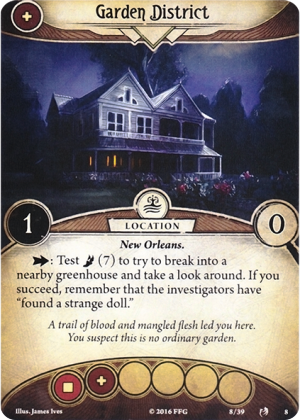 Garden District
1
LOCATION
0
New Orleans.
: Test (7) to try to break into a
nearby greenhouse and take a look around. If you
succeed, remember that the investigators have
“found a strange doll.”
A trail of blood and mangled flesh led you here.
You suspect this is no ordinary garden.
Illus. James Ives
© 2016 FFG
8/39
8